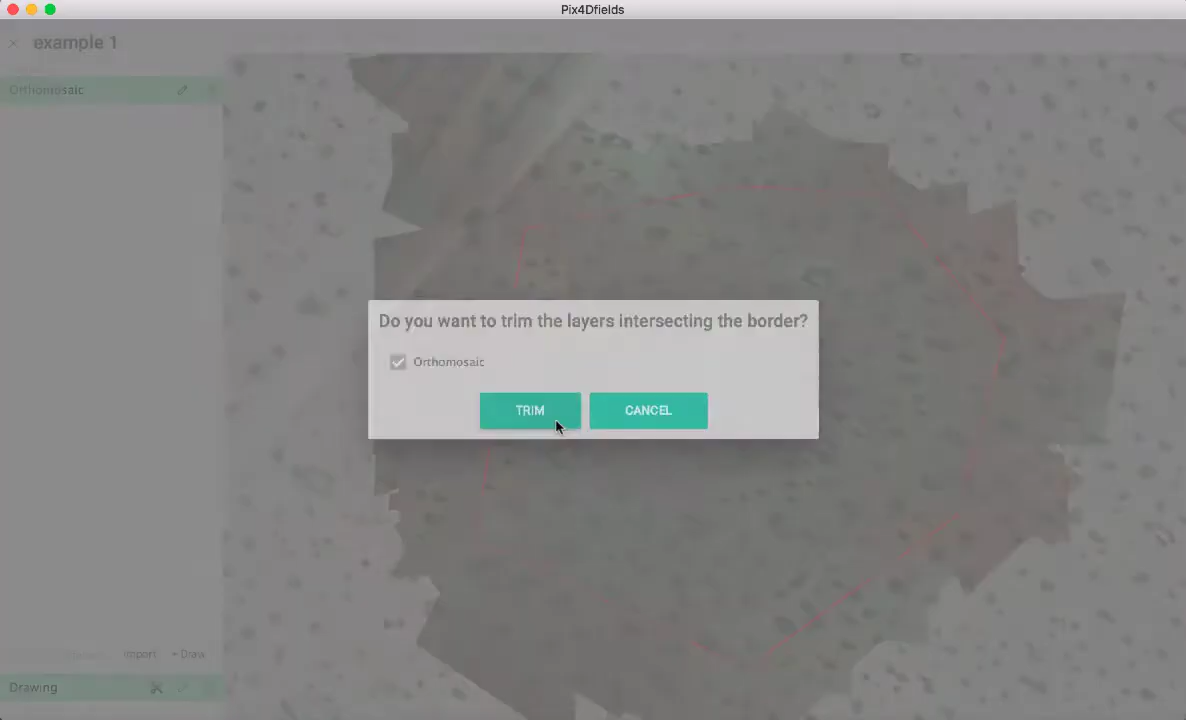 Pix4Dfields
example 1
Orthomosaic
Do you want to trim the layers intersecting the border?
Orthomosaic
TRIM
CANCEL
Import
+ Draw
Drawing